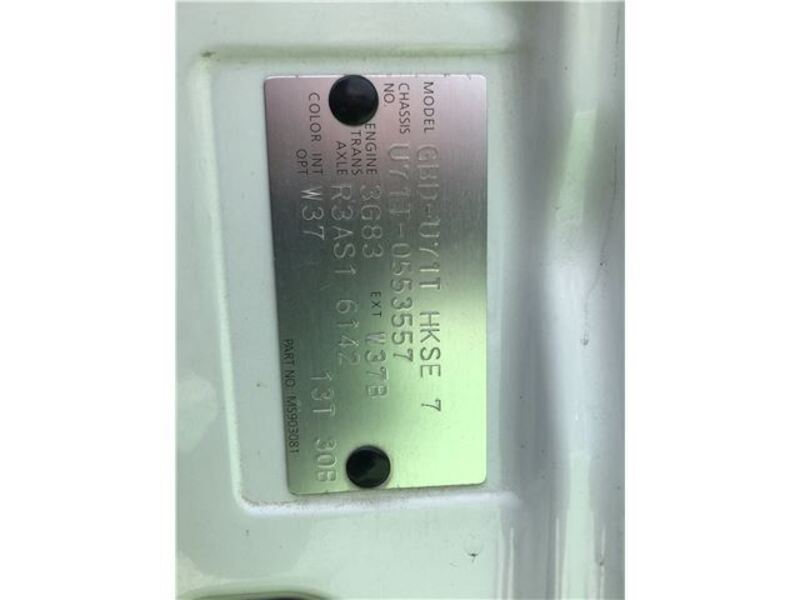 MODEL GBD-U71T HKSE 7
CHASSIS NO. U71T-0553557
ENGINE 3G83 EXT W37B
TRANS AXLE R3AS1 6142
COLOR INT OPT W37 13T 30B
PART NO. MS903081